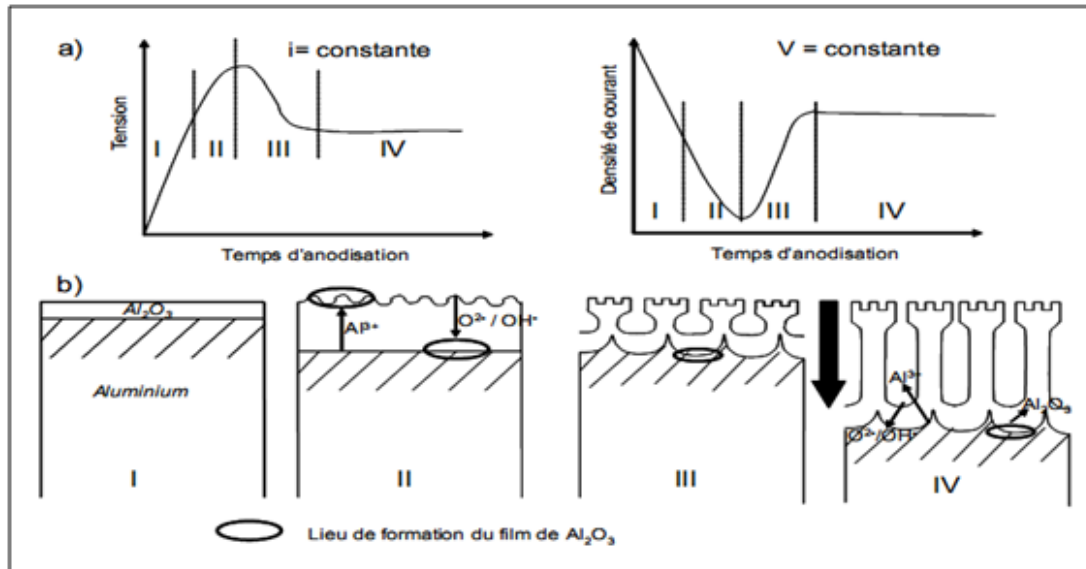 a)
i= constante
V = constante
Tension
I
II
III
IV
Temps d'anodisation
Densité de courant
I
II
III
IV
Temps d'anodisation
b)
Al₂O₃
Aluminium
I
Al³⁺
O²⁻ / OH⁻
II
III
Al³⁺
Al₂O₃
O²⁻/OH⁻
IV
Lieu de formation du film de Al₂O₃